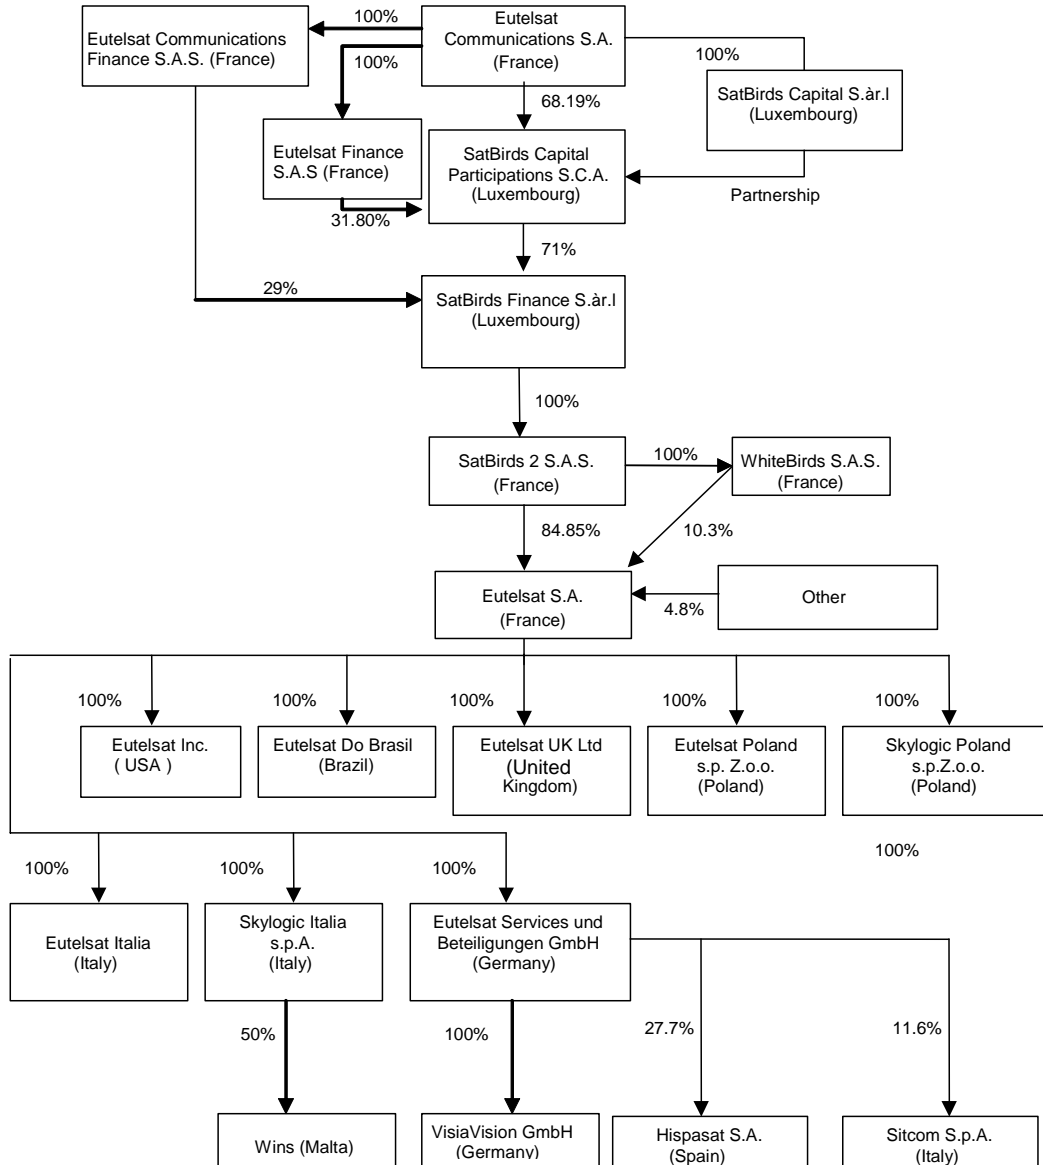 100%
Eutelsat
Communications S.A.
(France)
Eutelsat Communications
Finance S.A.S. (France)
100%
100%
SatBirds Capital S.àr.l
(Luxembourg)
68.19%
Eutelsat Finance
S.A.S (France)
SatBirds Capital
Participations S.C.A.
(Luxembourg)
Partnership
31.80%
71%
29%
SatBirds Finance S.àr.l
(Luxembourg)
100%
SatBirds 2 S.A.S.
(France)
100%
WhiteBirds S.A.S.
(France)
84.85%
10.3%
Eutelsat S.A.
(France)
4.8%
Other
100%
100%
100%
100%
100%
Eutelsat Inc.
( USA )
Eutelsat Do Brasil
(Brazil)
Eutelsat UK Ltd
(United
Kingdom)
Eutelsat Poland
s.p. Z.o.o.
(Poland)
Skylogic Poland
s.p.Z.o.o.
(Poland)
100%
100%
100%
100%
Eutelsat Italia
(Italy)
Skylogic Italia
s.p.A.
(Italy)
Eutelsat Services und
Beteiligungen GmbH
(Germany)
50%
100%
27.7%
11.6%
Wins (Malta)
VisiaVision GmbH
(Germany)
Hispasat S.A.
(Spain)
Sitcom S.p.A.
(Italy)